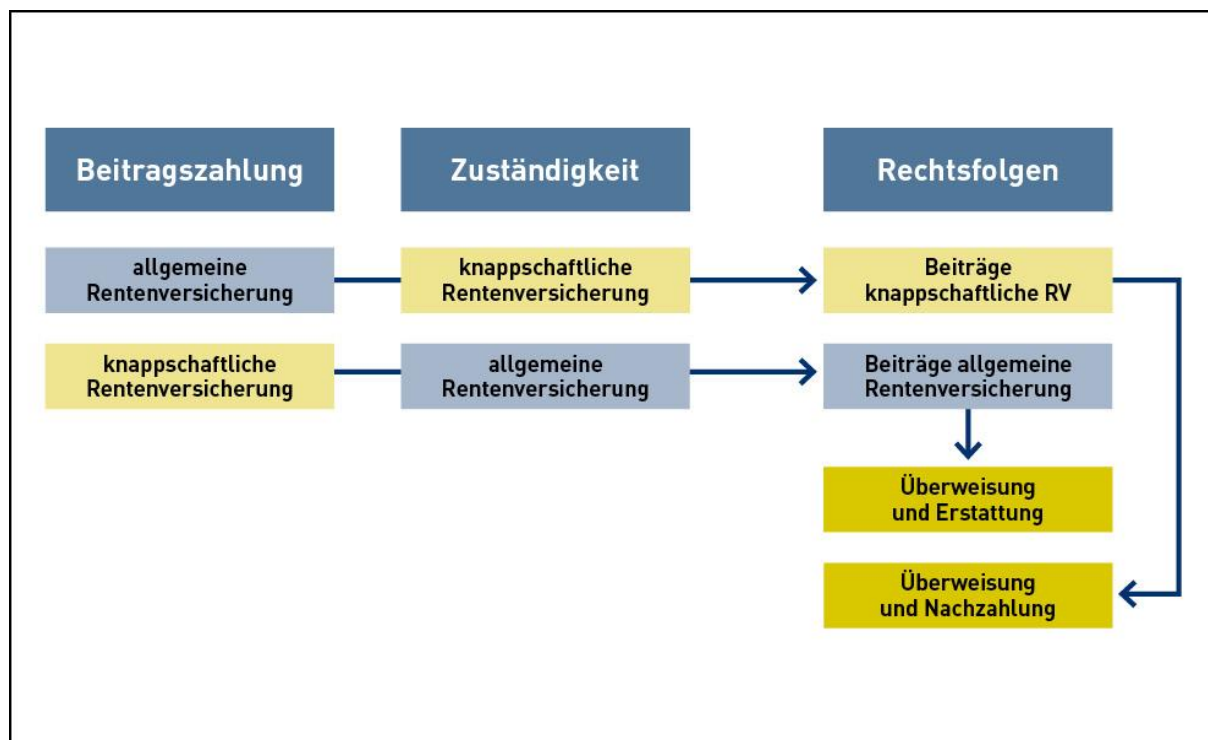 Beitragszahlung
Zuständigkeit
Rechtsfolgen
allgemeine
Rentenversicherung
knappschaftliche
Rentenversicherung
Beiträge
knappschaftliche RV
knappschaftliche
Rentenversicherung
allgemeine
Rentenversicherung
Beiträge allgemeine
Rentenversicherung
Überweisung
und Erstattung
Überweisung
und Nachzahlung